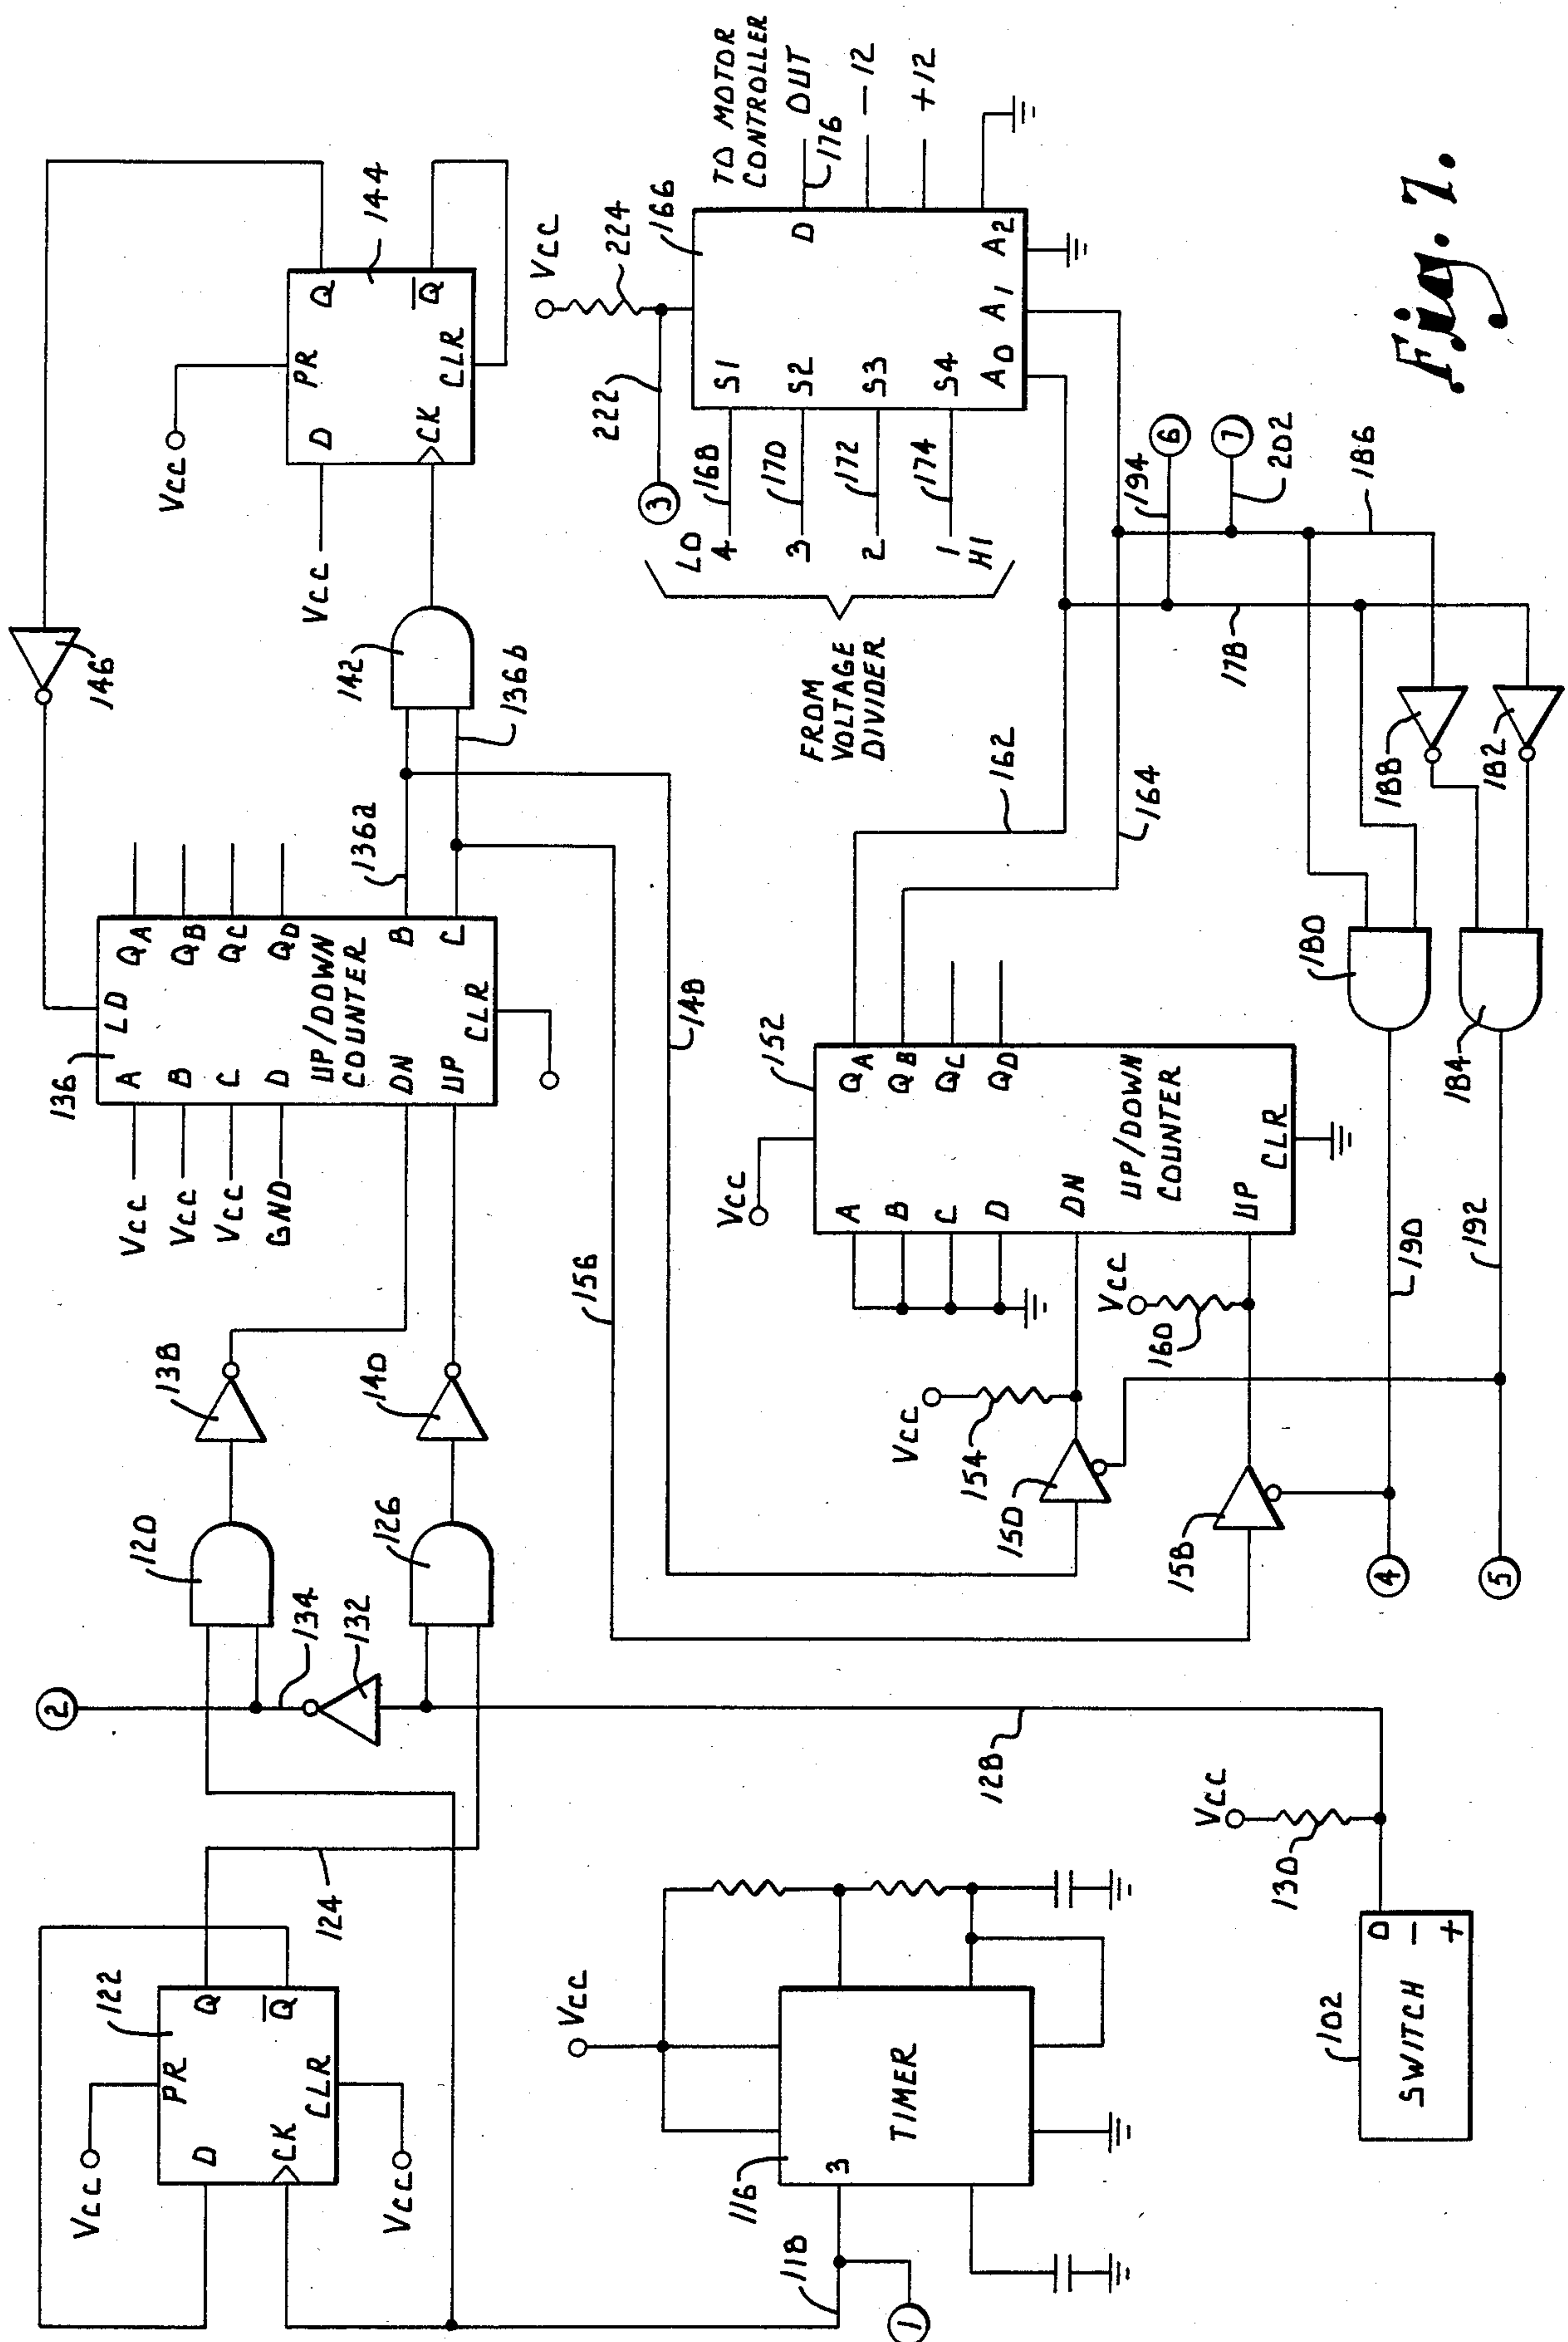 122
Vcc
PR
D
Q
CK
Q
CLR
Vcc
124
2
134
132
120
126
138
140
136
Vcc
Vcc
Vcc
GND
A
B
C
D
LD
QA
QB
QC
QD
UP/DOWN
COUNTER
DN
UP
B
C
CLR
136a
136b
142
146
Vcc
Vcc
D
PR
Q
CK
Q
CLR
144
118
1
116
3
TIMER
Vcc
128
156
148
152
Vcc
A
B
C
D
QA
QB
QC
QD
DN
UP/DOWN
COUNTER
UP
CLR
Vcc
154
150
Vcc
160
158
162
164
FROM
VOLTAGE
DIVIDER
LO
4
3
2
1
HI
168
170
172
174
3
222
Vcc
224
166
S1
S2
S3
S4
D
A0
A1
A2
TO MOTOR
CONTROLLER
OUT
176
-12
+12
102
SWITCH
0
-
+
Vcc
130
4
5
190
192
180
184
188
182
178
186
194
6
7
202
Fig. 7.